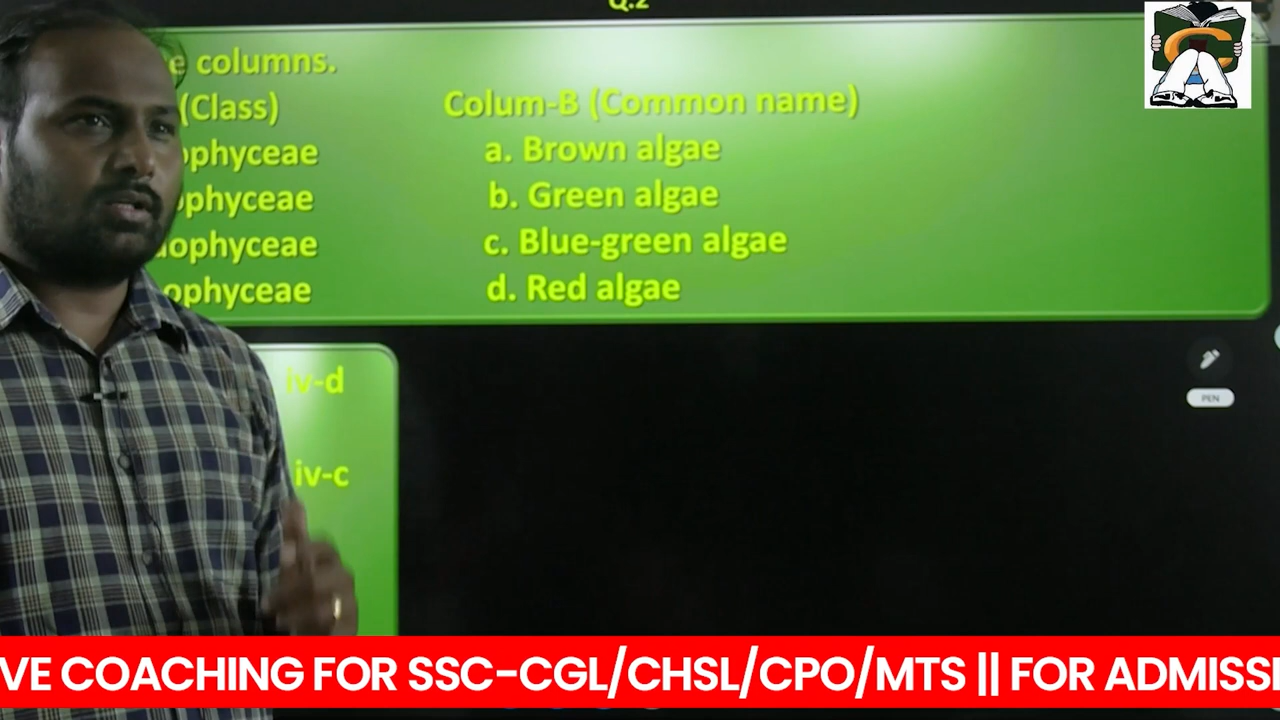 Q.2
e columns.
(Class) Colum-B (Common name)
ophyceae a. Brown algae
ophyceae b. Green algae
ophyceae c. Blue-green algae
ophyceae d. Red algae
iv-d
iv-c
PEN
VE COACHING FOR SSC-CGL/CHSL/CPO/MTS || FOR ADMISSI